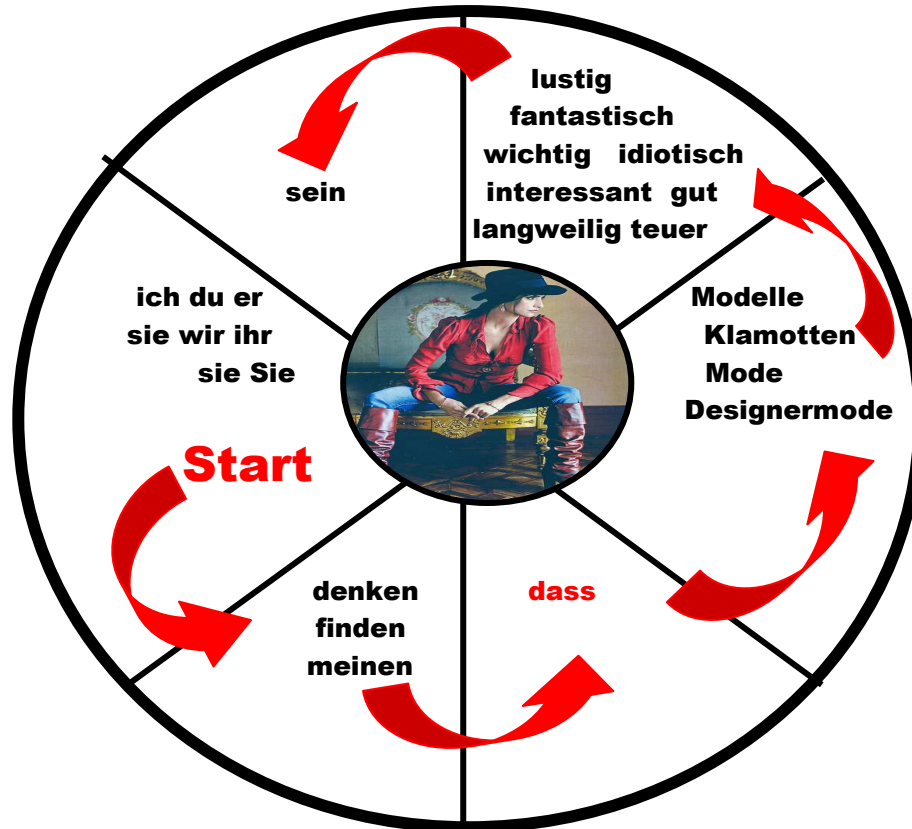 lustig
fantastisch
wichtig idiotisch
interessant gut
langweilig teuer
sein
ich du er
sie wir ihr
sie Sie
Start
Modelle
Klamotten
Mode
Designermode
denken
finden
meinen
dass